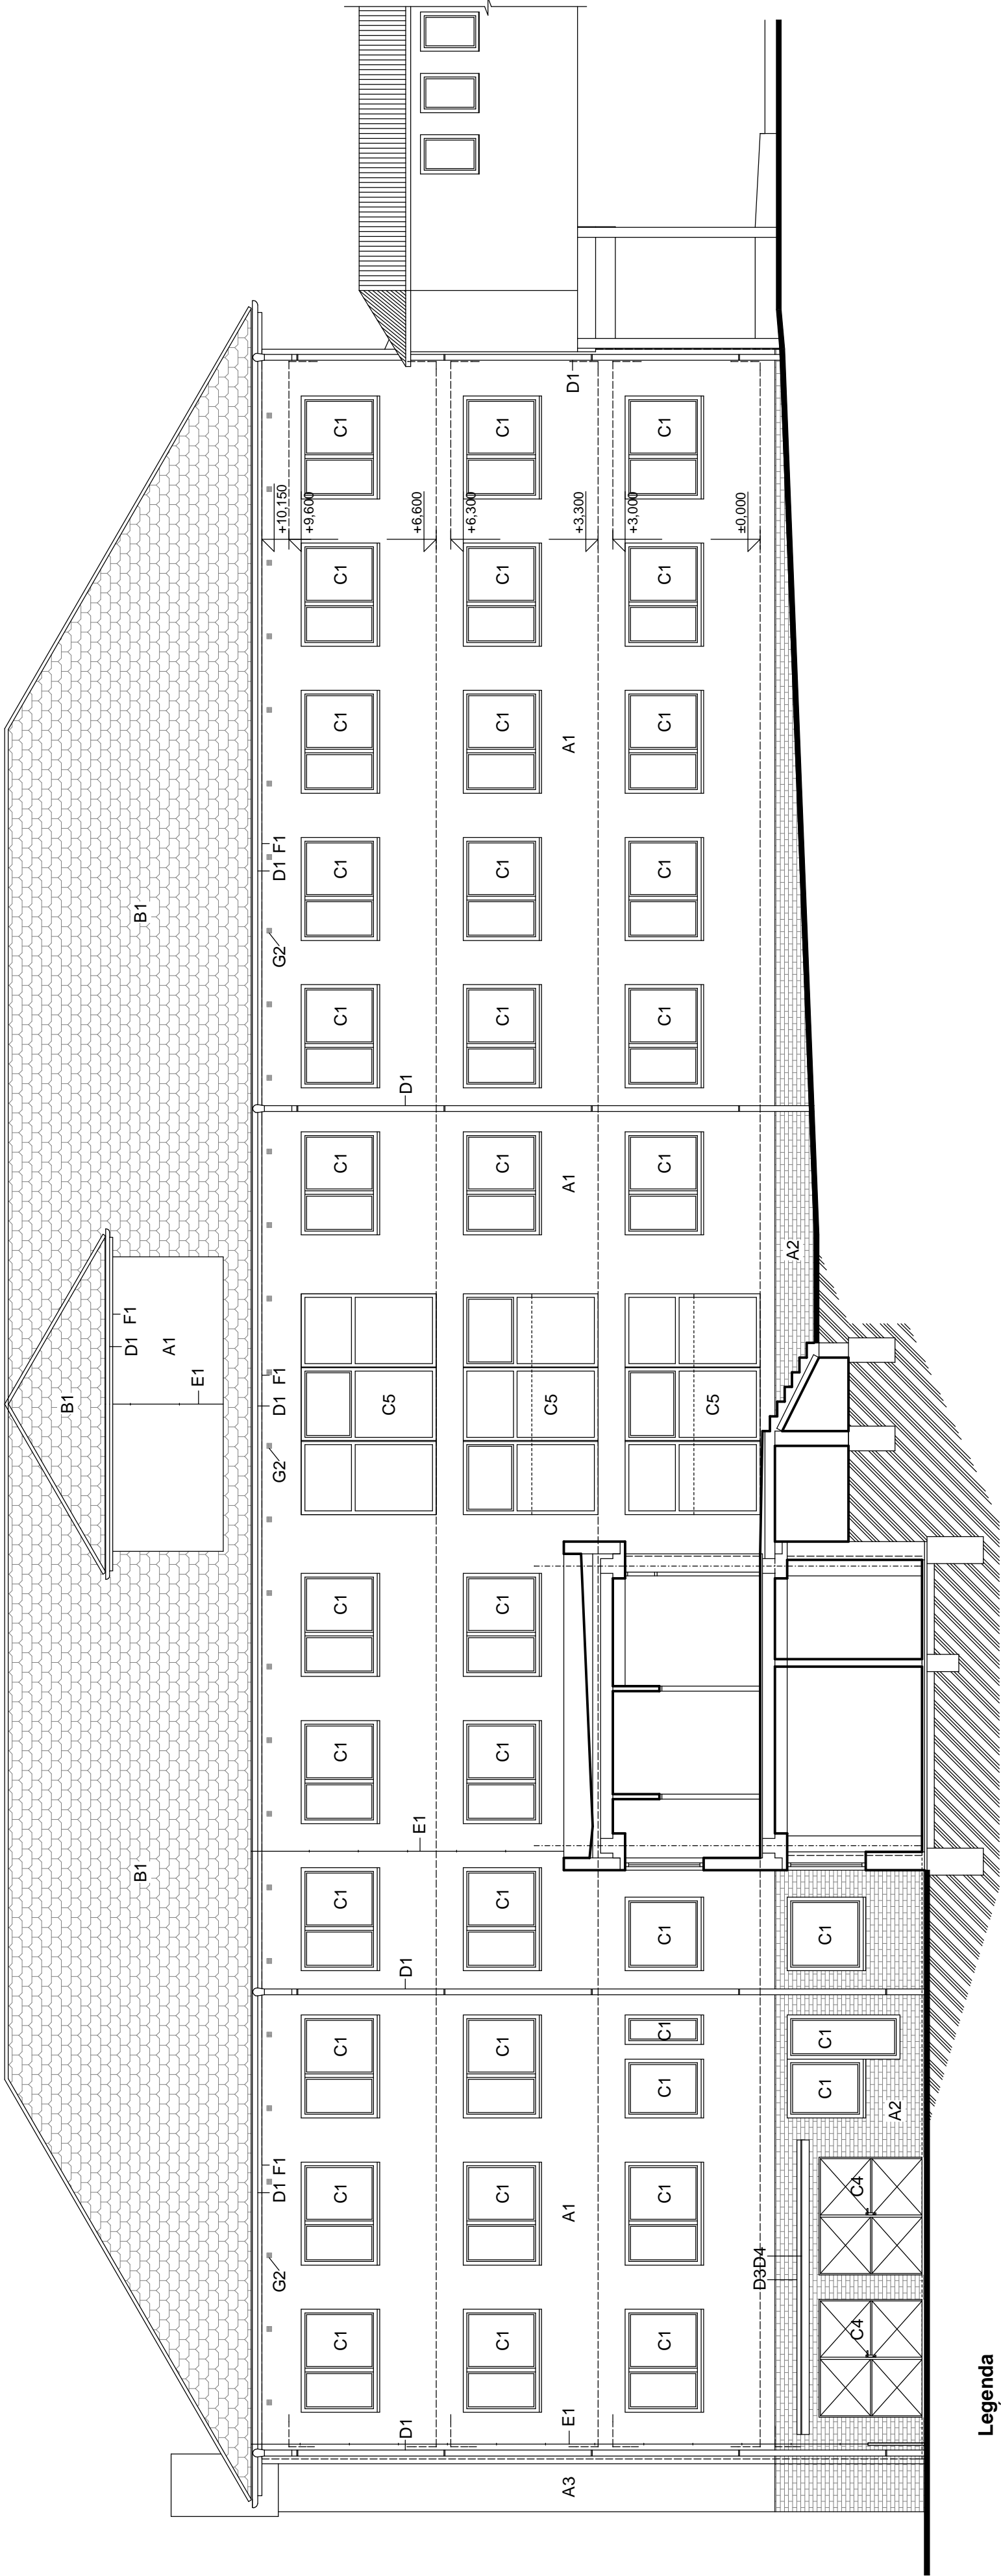 B1
D1 F1
B1 B1
A1
E1
G2 D1 F1 G2 D1 F1 G2 D1 F1 +10,150
+9,600
C1 C1 C1 C1 C1 C1 C1 C1 C1 C1 C1 C1
C5
D1 D1 D1
E1 +6,600
+6,300
C1 C1 C1 C1 C1 C1 C1 C1 C1 C1 C1 C1
C5
A3 E1 A1 A1 A1 D1
+3,300
+3,000
C1 C1 C1 C1 C1 C1 C1 C1 C1 C1 C1
C5
±0,000
D3D4
A2
C1 C1 C1
C4 C4
A2
Legenda